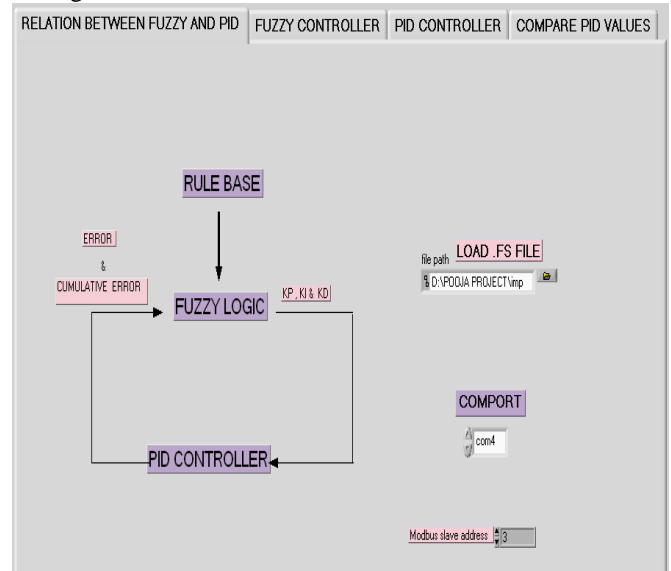 RELATION BETWEEN FUZZY AND PID
FUZZY CONTROLLER
PID CONTROLLER
COMPARE PID VALUES
RULE BASE
ERROR
&
CUMULATIVE ERROR
FUZZY LOGIC
KP , KI & KD
PID CONTROLLER
LOAD .FS FILE
file path
D:\POOJA PROJECT\imp
COMPORT
com4
Modbus slave address
3